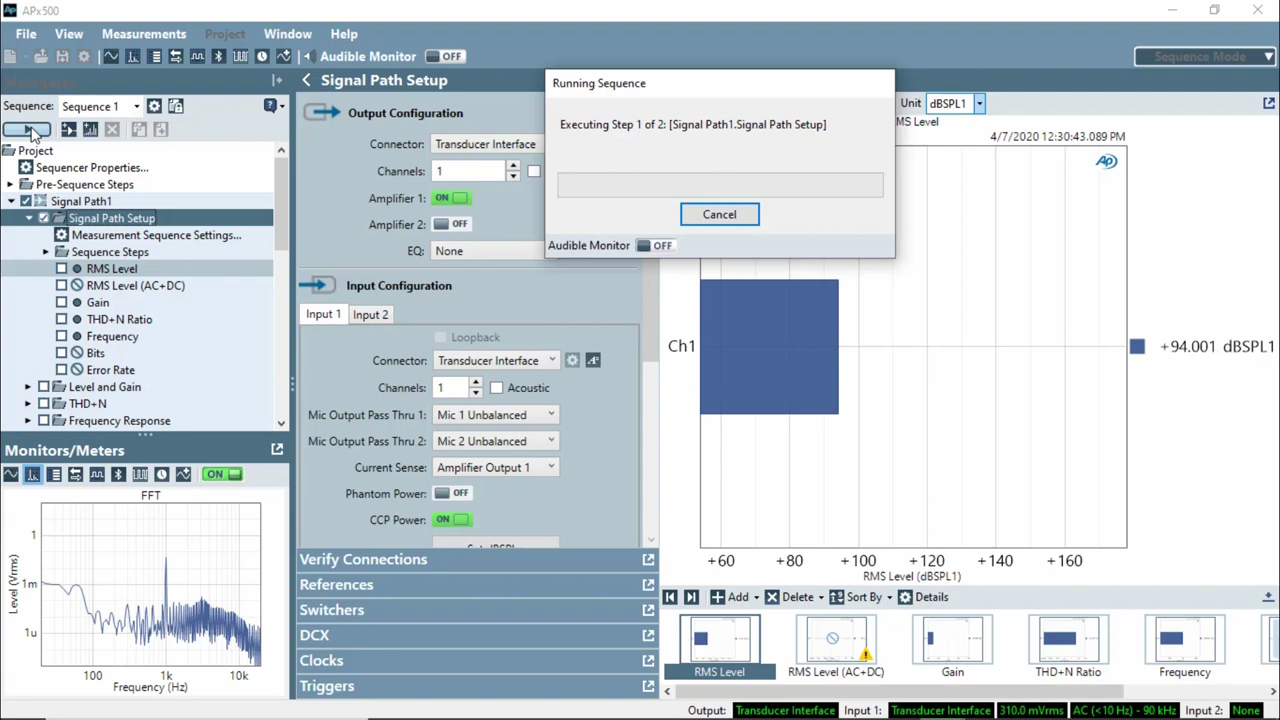 APx500
File View Measurements Project Window Help
Audible Monitor OFF
Sequence Mode
Navigator
Sequence: Sequence 1
Project
Sequencer Properties...
Pre-Sequence Steps
Signal Path1
Signal Path Setup
Measurement Sequence Settings...
Sequence Steps
RMS Level
RMS Level (AC+DC)
Gain
THD+N Ratio
Frequency
Bits
Error Rate
Level and Gain
THD+N
Frequency Response
Monitors/Meters
ON
FFT
Level (Vrms)
1
1m
1u
100 1k 10k
Frequency (Hz)
Signal Path Setup
Output Configuration
Connector: Transducer Interface
Channels: 1
Amplifier 1: ON
Amplifier 2: OFF
EQ: None
Input Configuration
Input 1 Input 2
Loopback
Connector: Transducer Interface
Channels: 1 Acoustic
Mic Output Pass Thru 1: Mic 1 Unbalanced
Mic Output Pass Thru 2: Mic 2 Unbalanced
Current Sense: Amplifier Output 1
Phantom Power: OFF
CCP Power: ON
Verify Connections
References
Switchers
DCX
Clocks
Triggers
Running Sequence
Executing Step 1 of 2: [Signal Path1.Signal Path Setup]
Cancel
Audible Monitor OFF
Unit dBSPL1
MS Level
4/7/2020 12:30:43.089 PM
AP
Ch1
+94.001 dBSPL1
+60 +80 +100 +120 +140 +160
RMS Level (dBSPL1)
Add Delete Sort By Details
RMS Level RMS Level (AC+DC) Gain THD+N Ratio Frequency
Output: Transducer Interface Input 1: Transducer Interface 310.0 mVrms AC (<10 Hz) - 90 kHz Input 2: None